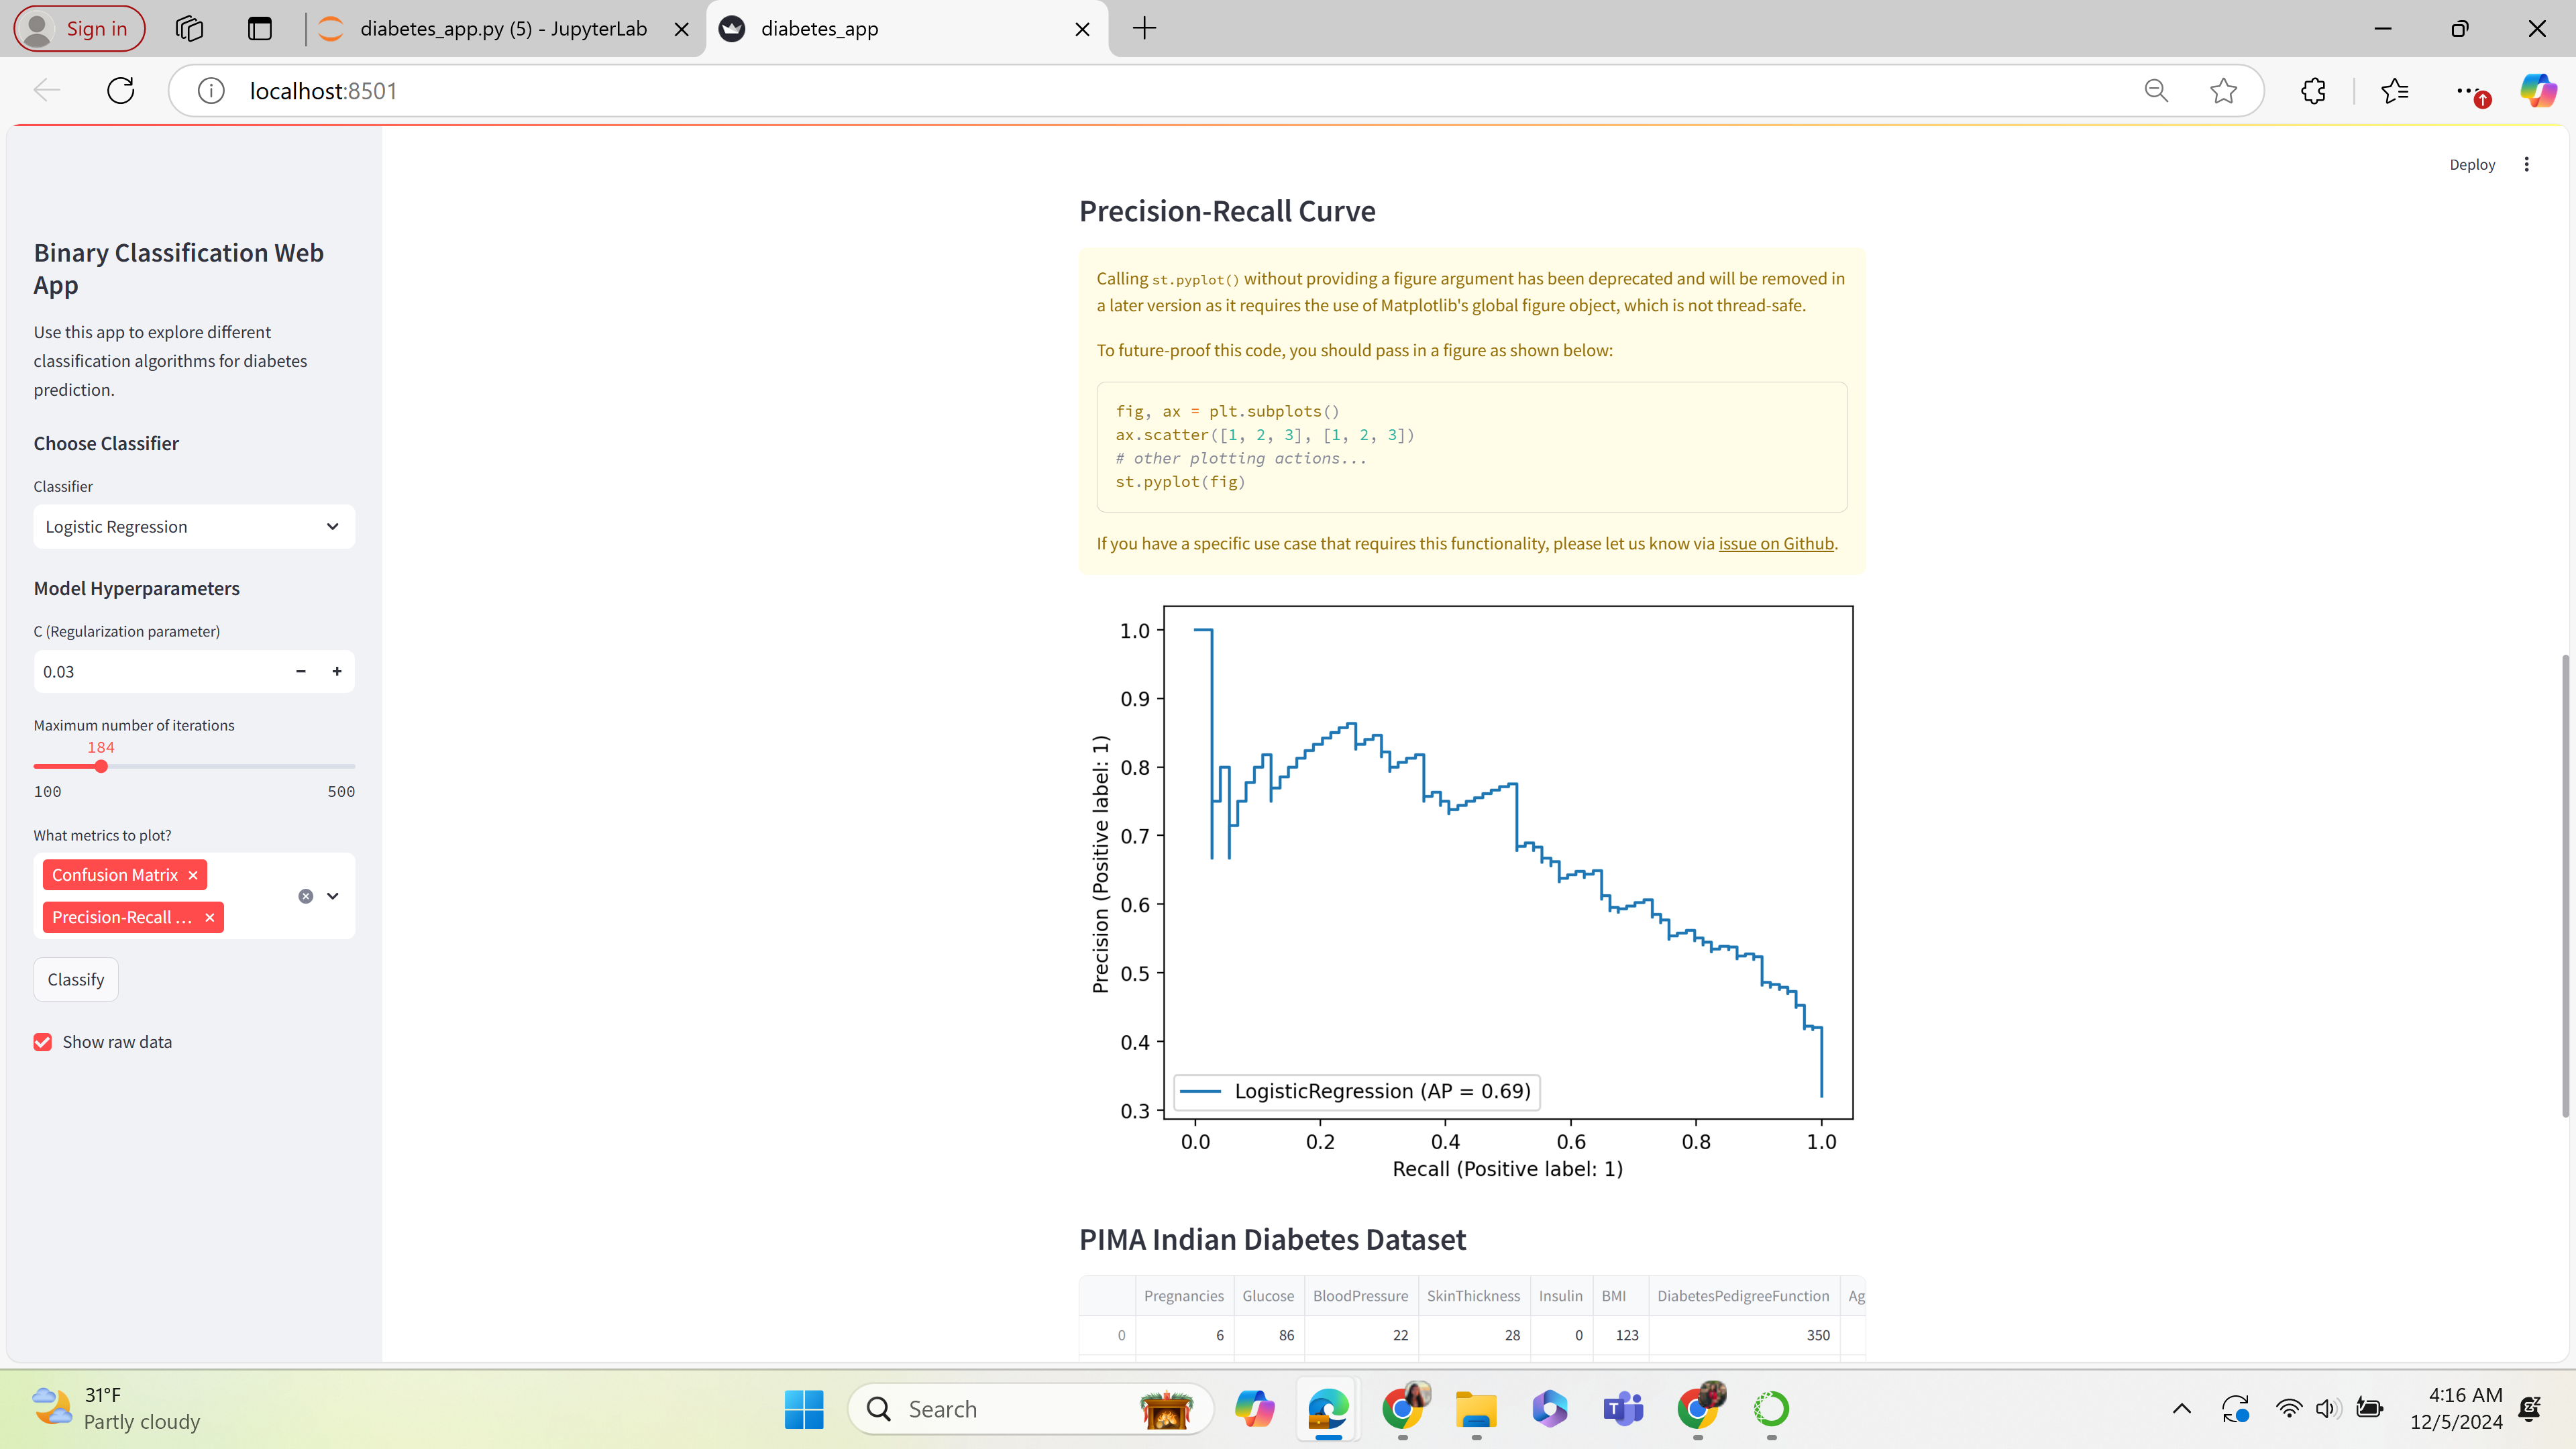 Sign in
diabetes_app.py (5) - JupyterLab
diabetes_app
localhost:8501
Deploy
Binary Classification Web
App
Use this app to explore different
classification algorithms for diabetes
prediction.
Choose Classifier
Classifier
Logistic Regression
Model Hyperparameters
C (Regularization parameter)
0.03
Maximum number of iterations
184
100 500
What metrics to plot?
Confusion Matrix
Precision-Recall ...
Classify
Show raw data
Precision-Recall Curve
Calling st.pyplot() without providing a figure argument has been deprecated and will be removed in
a later version as it requires the use of Matplotlib's global figure object, which is not thread-safe.
To future-proof this code, you should pass in a figure as shown below:
fig, ax = plt.subplots()
ax.scatter([1, 2, 3], [1, 2, 3])
# other plotting actions...
st.pyplot(fig)
If you have a specific use case that requires this functionality, please let us know via issue on Github.
Precision (Positive label: 1)
1.0
0.9
0.8
0.7
0.6
0.5
0.4
0.3
LogisticRegression (AP = 0.69)
0.0 0.2 0.4 0.6 0.8 1.0
Recall (Positive label: 1)
PIMA Indian Diabetes Dataset
Pregnancies Glucose BloodPressure SkinThickness Insulin BMI DiabetesPedigreeFunction Ag
0 6 86 22 28 0 123 350
31°F
Partly cloudy
Search
4:16 AM
12/5/2024